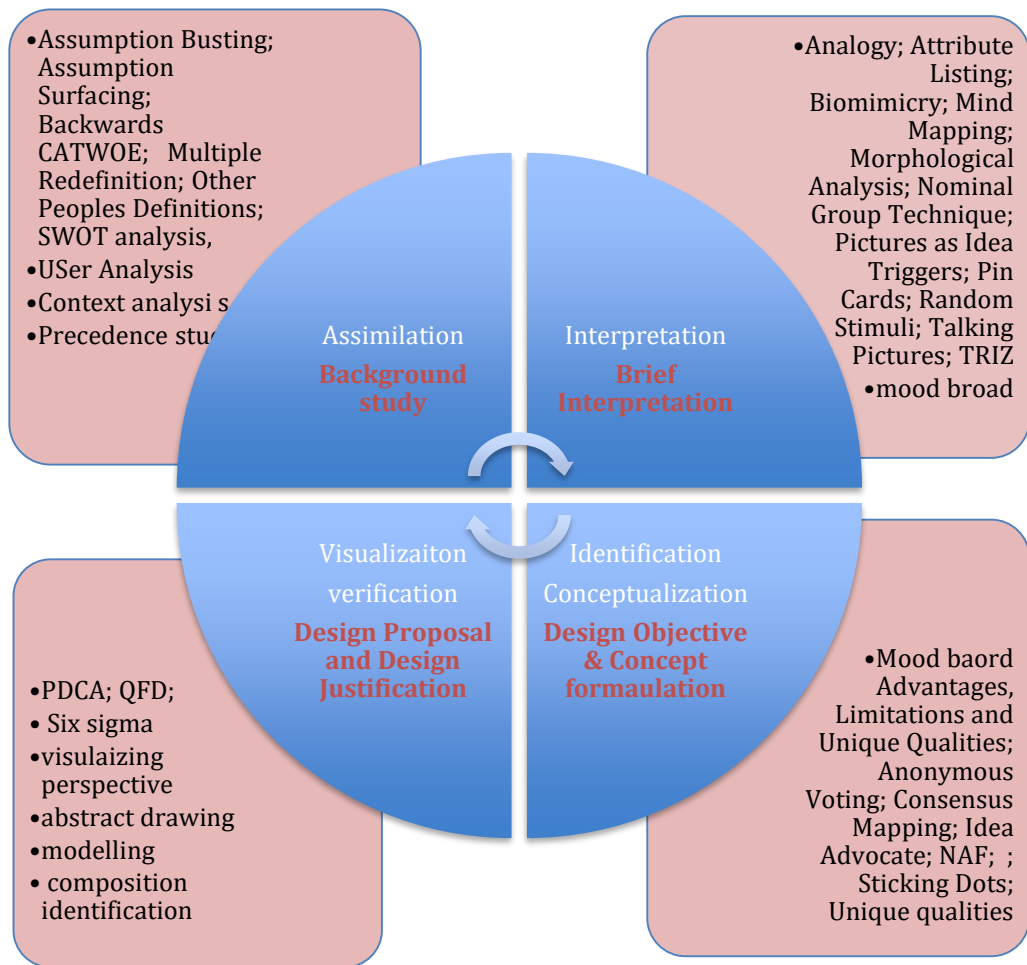 •Assumption Busting;
Assumption
Surfacing;
Backwards
CATWOE; Multiple
Redefinition; Other
Peoples Definitions;
SWOT analysis,
•USer Analysis
•Context analysi s
•Precedence stud
•Analogy; Attribute
Listing;
Biomimicry; Mind
Mapping;
Morphological
Analysis; Nominal
Group Technique;
Pictures as Idea
Triggers; Pin
Cards; Random
Stimuli; Talking
Pictures; TRIZ
•mood broad
Assimilation
Background
study
Interpretation
Brief
Interpretation
Visualizaiton
verification
Design Proposal
and Design
Justification
Identification
Conceptualization
Design Objective
& Concept
formaulation
•PDCA; QFD;
• Six sigma
•visulaizing
perspective
•abstract drawing
•modelling
• composition
identification
•Mood baord
Advantages,
Limitations and
Unique Qualities;
Anonymous
Voting; Consensus
Mapping; Idea
Advocate; NAF; ;
Sticking Dots;
Unique qualities